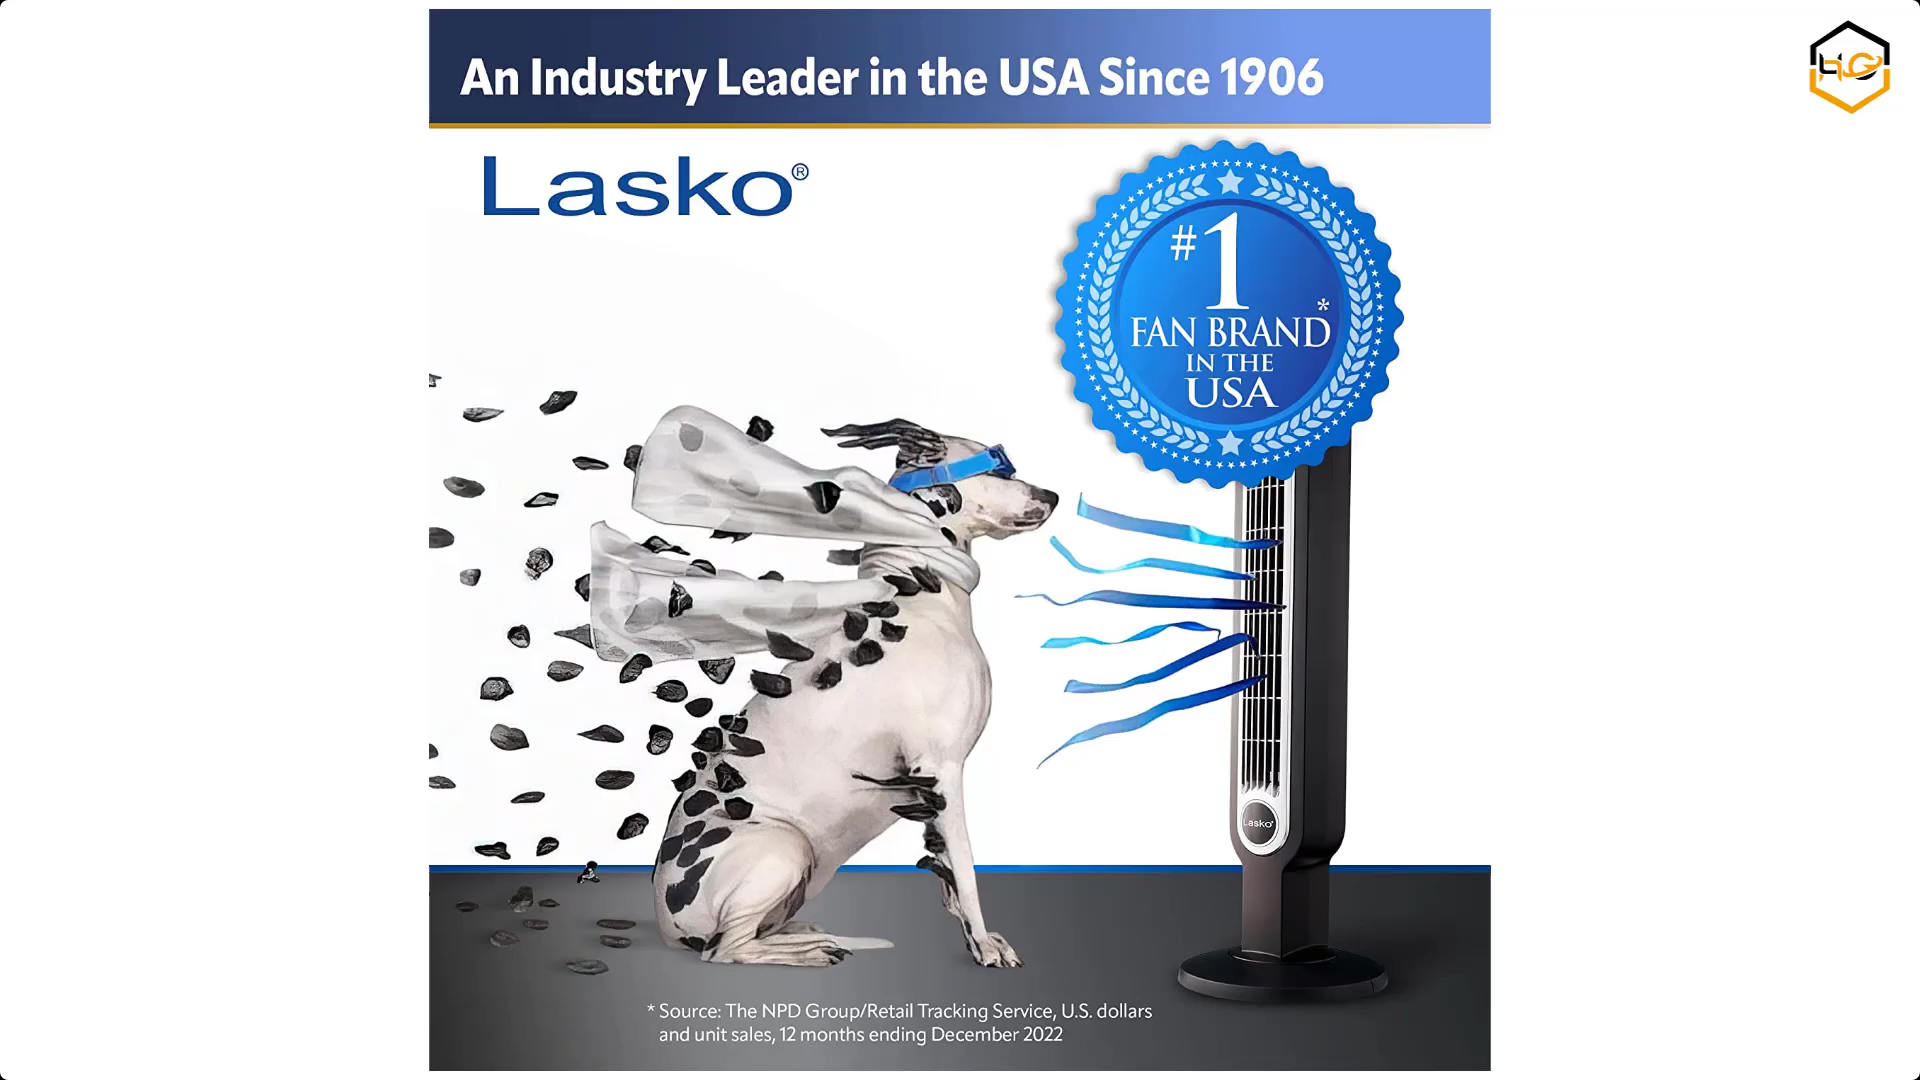 An Industry Leader in the USA Since 1906
HG
Lasko®
#1
FAN BRAND*
IN THE
USA
Lasko®
* Source: The NPD Group/Retail Tracking Service, U.S. dollars
and unit sales, 12 months ending December 2022